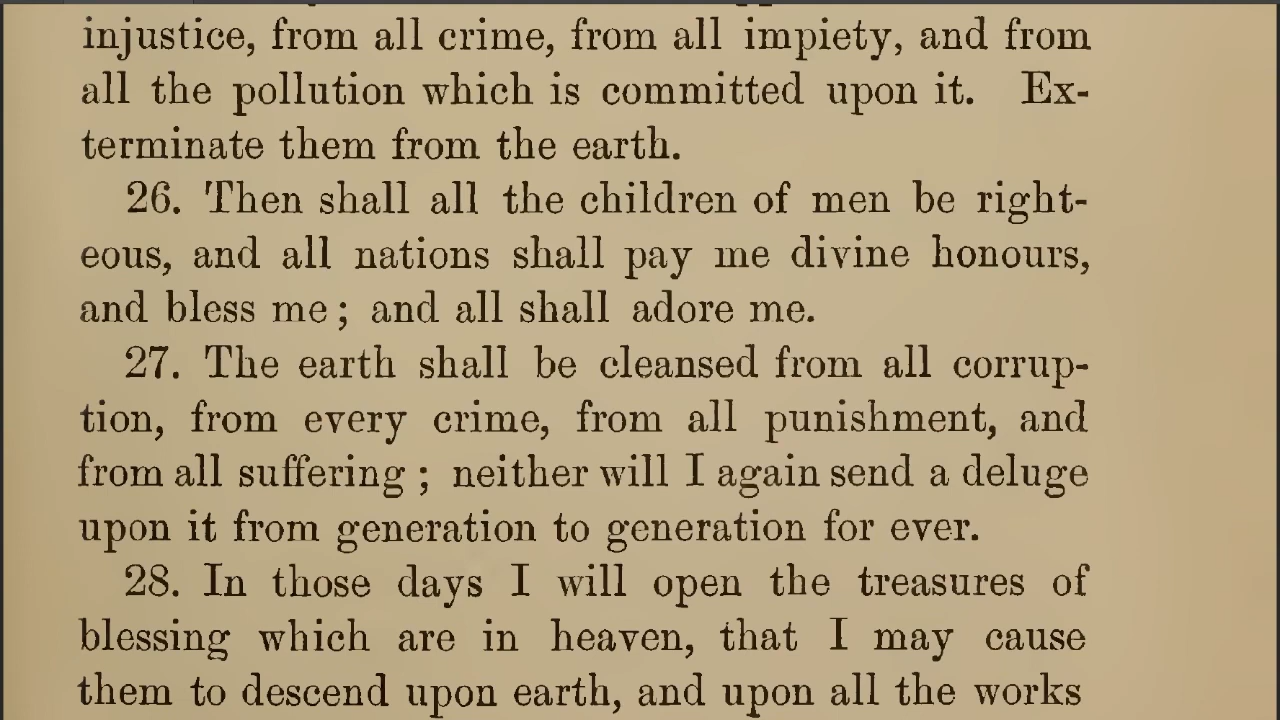 injustice, from all crime, from all impiety, and from
all the pollution which is committed upon it. Ex-
terminate them from the earth.
26. Then shall all the children of men be right-
eous, and all nations shall pay me divine honours,
and bless me; and all shall adore me.
27. The earth shall be cleansed from all corrup-
tion, from every crime, from all punishment, and
from all suffering; neither will I again send a deluge
upon it from generation to generation for ever.
28. In those days I will open the treasures of
blessing which are in heaven, that I may cause
them to descend upon earth, and upon all the works